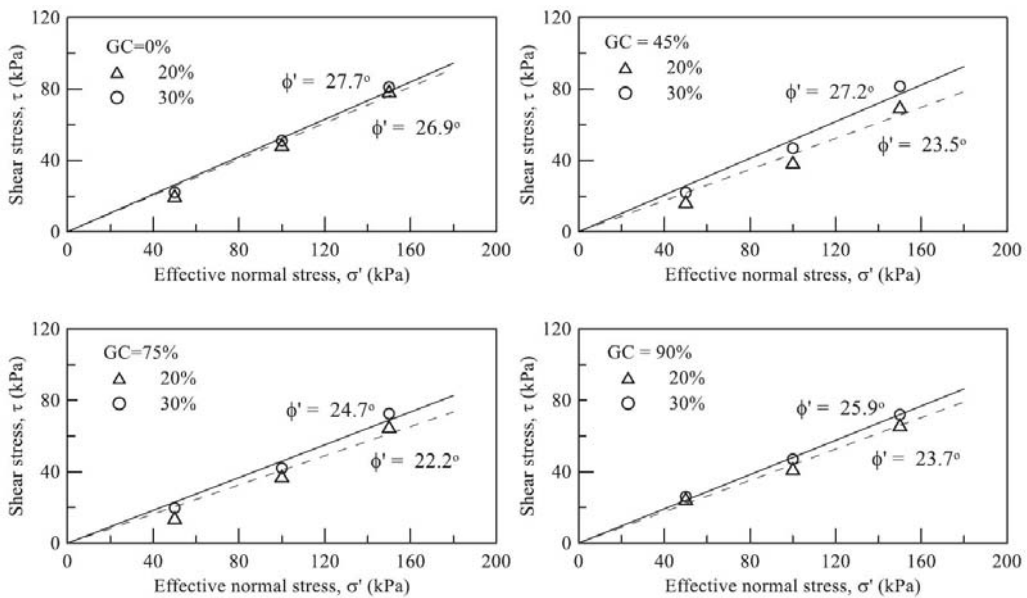 120
Shear stress, τ (kPa)
80
40
0
GC=0%
20%
30%
ϕ' = 27.7°
ϕ' = 26.9°
0 40 80 120 160 200
Effective normal stress, σ' (kPa)
120
Shear stress, τ (kPa)
80
40
0
GC = 45%
20%
30%
ϕ' = 27.2°
ϕ' = 23.5°
0 40 80 120 160 200
Effective normal stress, σ' (kPa)
120
Shear stress, τ (kPa)
80
40
0
GC=75%
20%
30%
ϕ' = 24.7°
ϕ' = 22.2°
0 40 80 120 160 200
Effective normal stress, σ' (kPa)
120
Shear stress, τ (kPa)
80
40
0
GC = 90%
20%
30%
ϕ' = 25.9°
ϕ' = 23.7°
0 40 80 120 160 200
Effective normal stress, σ' (kPa)